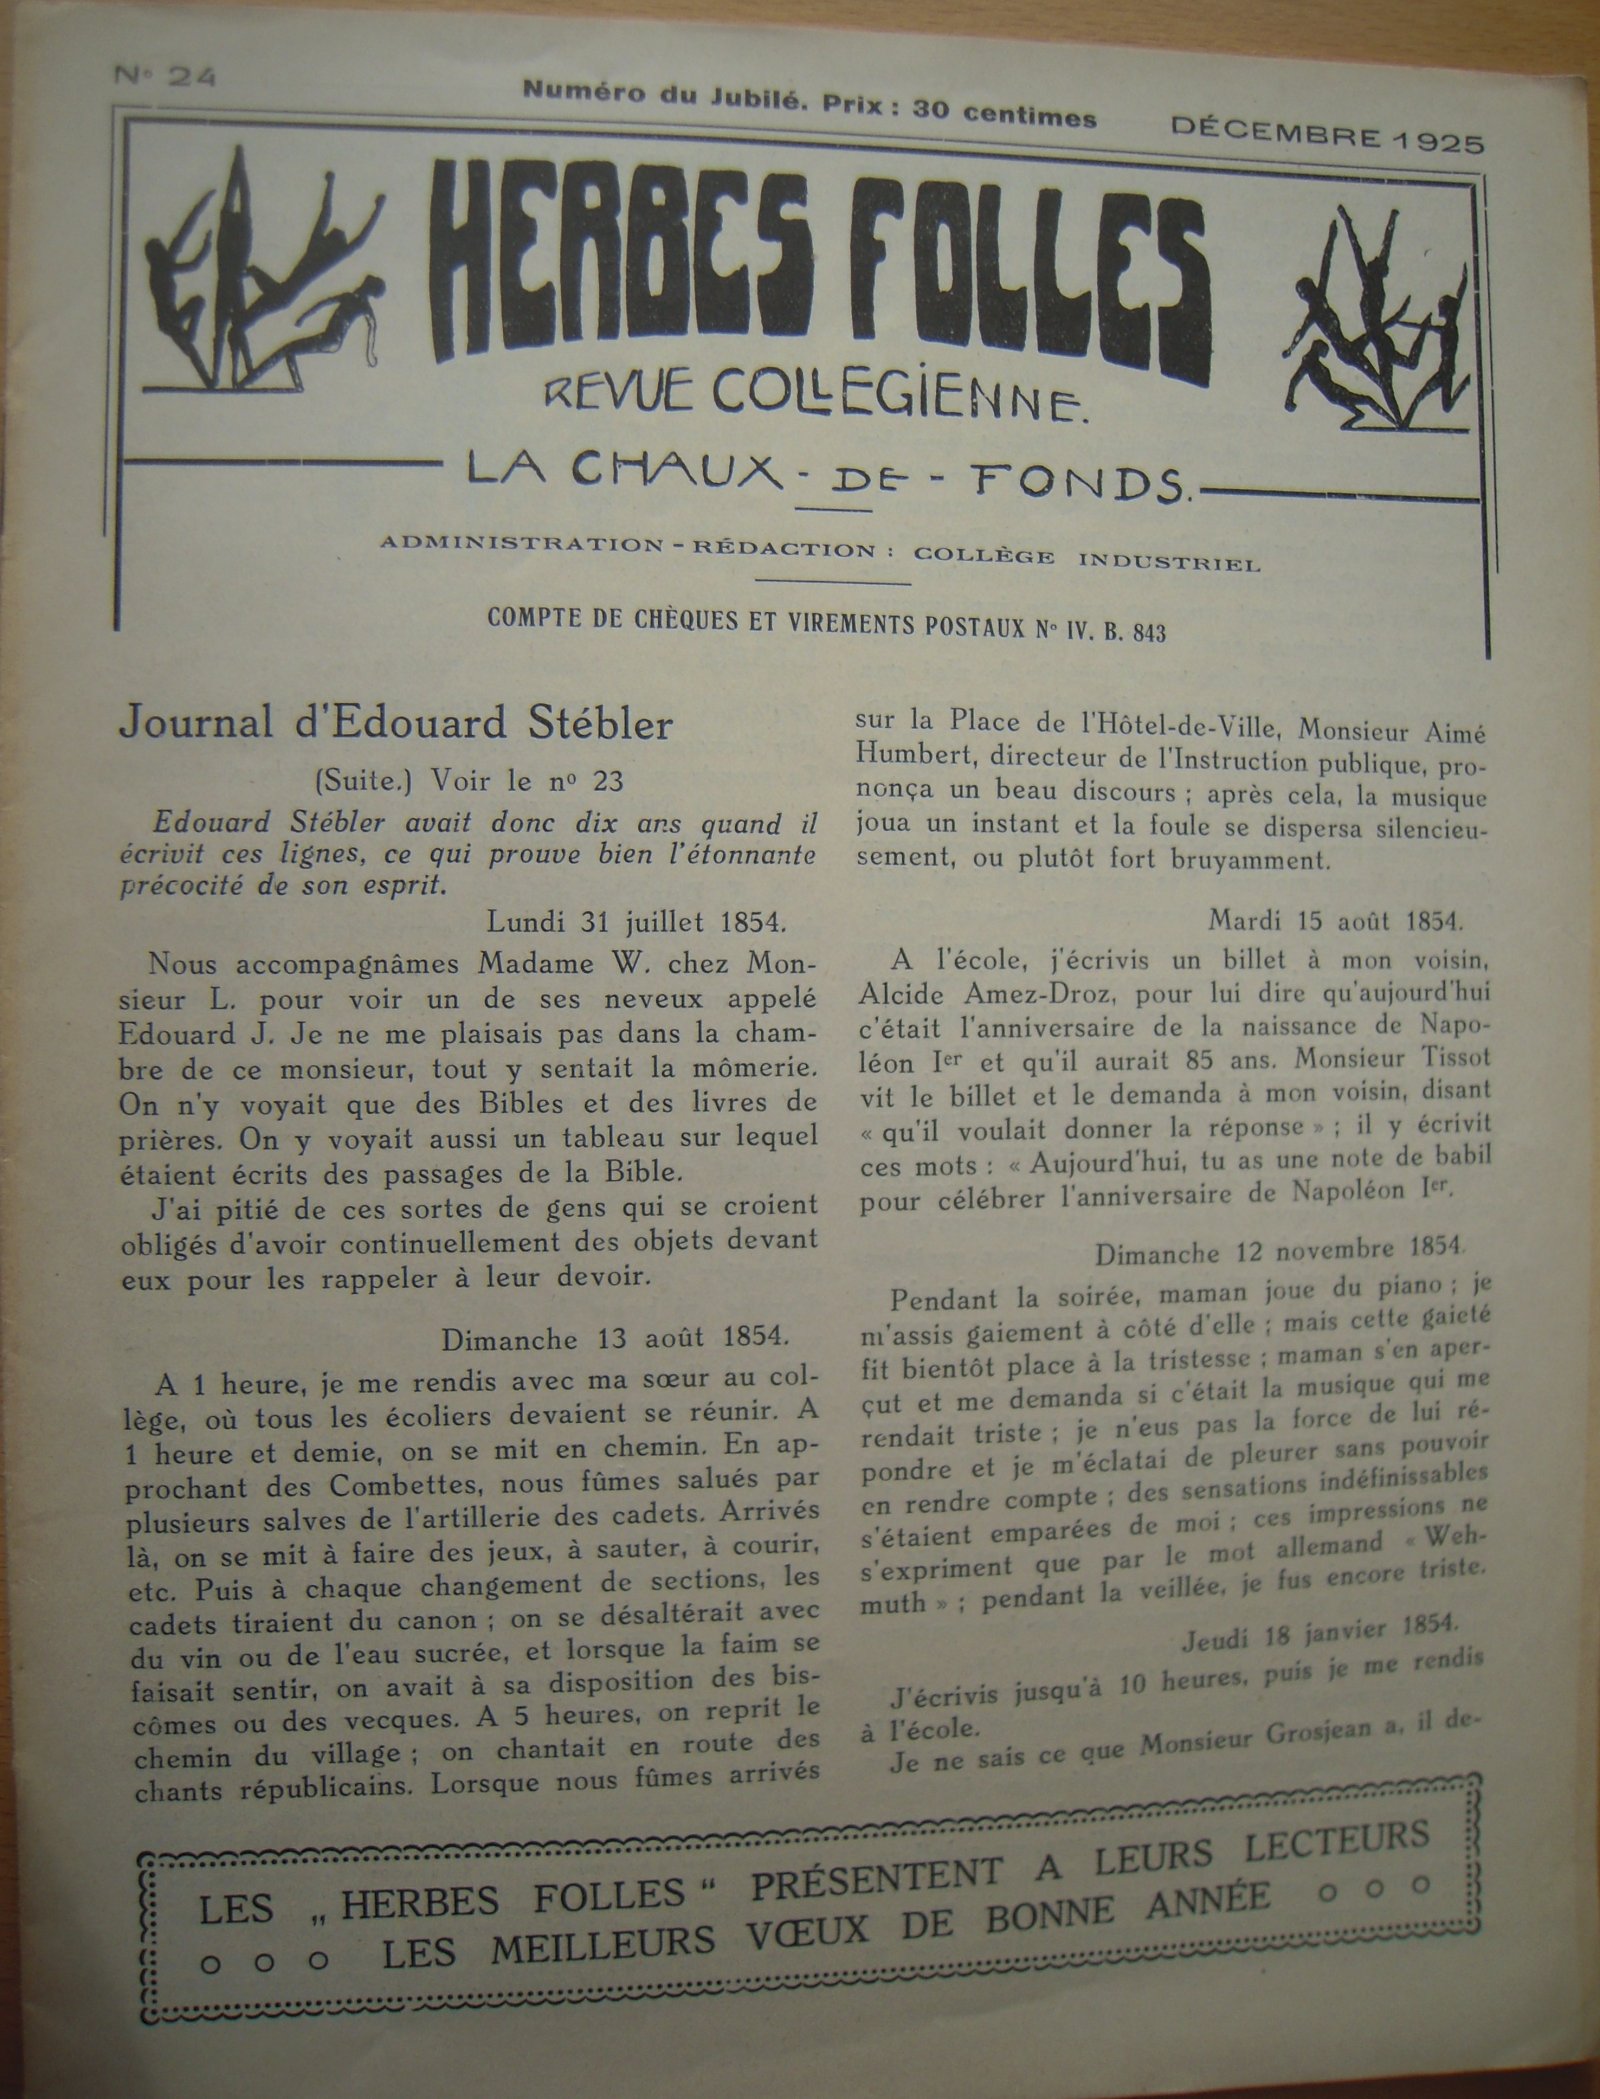 No 24
Numéro du Jubilé. Prix : 30 centimes
DÉCEMBRE 1925
HERBES FOLLES
REVUE COLLEGIENNE.
LA CHAUX - DE - FONDS.
ADMINISTRATION - RÉDACTION : COLLÈGE INDUSTRIEL
COMPTE DE CHÈQUES ET VIREMENTS POSTAUX No IV. B. 843
Journal d'Edouard Stébler
(Suite.) Voir le no 23
Edouard Stébler avait donc dix ans quand il
écrivit ces lignes, ce qui prouve bien l'étonnante
précocité de son esprit.
Lundi 31 juillet 1854.
Nous accompagnâmes Madame W. chez Mon-
sieur L. pour voir un de ses neveux appelé
Edouard J. Je ne me plaisais pas dans la cham-
bre de ce monsieur, tout y sentait la mômerie.
On n'y voyait que des Bibles et des livres de
prières. On y voyait aussi un tableau sur lequel
étaient écrits des passages de la Bible.
J'ai pitié de ces sortes de gens qui se croient
obligés d'avoir continuellement des objets devant
eux pour les rappeler à leur devoir.
Dimanche 13 août 1854.
A 1 heure, je me rendis avec ma sœur au col-
lège, où tous les écoliers devaient se réunir. A
1 heure et demie, on se mit en chemin. En ap-
prochant des Combettes, nous fûmes salués par
plusieurs salves de l'artillerie des cadets. Arrivés
là, on se mit à faire des jeux, à sauter, à courir,
etc. Puis à chaque changement de sections, les
cadets tiraient du canon ; on se désaltérait avec
du vin ou de l'eau sucrée, et lorsque la faim se
faisait sentir, on avait à sa disposition des bis-
cômes ou des vecques. A 5 heures, on reprit le
chemin du village ; on chantait en route des
chants républicains. Lorsque nous fûmes arrivés
sur la Place de l'Hôtel-de-Ville, Monsieur Aimé
Humbert, directeur de l'Instruction publique, pro-
nonça un beau discours ; après cela, la musique
joua un instant et la foule se dispersa silencieu-
sement, ou plutôt fort bruyamment.
Mardi 15 août 1854.
A l'école, j'écrivis un billet à mon voisin,
Alcide Amez-Droz, pour lui dire qu'aujourd'hui
c'était l'anniversaire de la naissance de Napo-
léon Ier et qu'il aurait 85 ans. Monsieur Tissot
vit le billet et le demanda à mon voisin, disant
« qu'il voulait donner la réponse » ; il y écrivit
ces mots : « Aujourd'hui, tu as une note de babil
pour célébrer l'anniversaire de Napoléon Ier.
Dimanche 12 novembre 1854.
Pendant la soirée, maman joue du piano ; je
m'assis gaiement à côté d'elle ; mais cette gaieté
fit bientôt place à la tristesse ; maman s'en aper-
çut et me demanda si c'était la musique qui me
rendait triste ; je n'eus pas la force de lui ré-
pondre et je m'éclatai de pleurer sans pouvoir
en rendre compte ; des sensations indéfinissables
s'étaient emparées de moi ; ces impressions ne
s'expriment que par le mot allemand « Weh-
muth » ; pendant la veillée, je fus encore triste.
Jeudi 18 janvier 1854.
J'écrivis jusqu'à 10 heures, puis je me rendis
à l'école.
Je ne sais ce que Monsieur Grosjean a, il de-
LES „ HERBES FOLLES “ PRÉSENTENT A LEURS LECTEURS
o o o LES MEILLEURS VŒUX DE BONNE ANNÉE o o o